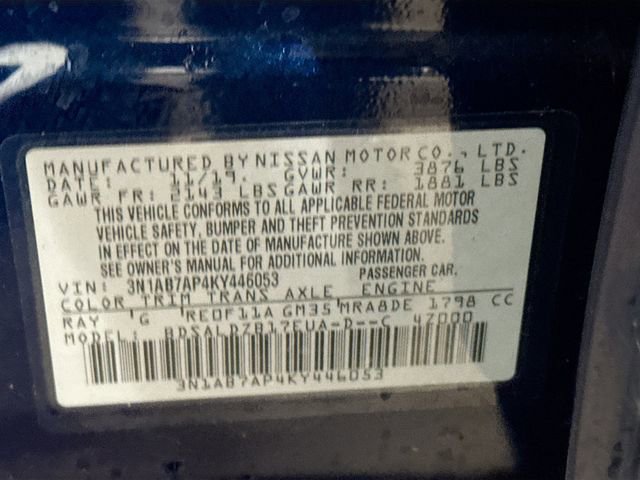 MANUFACTURED BY NISSAN MOTOR CO., LTD.
DATE: 11/19. GVWR: 3876 LBS
GAWR FR: 2143 LBS GAWR RR: 1881 LBS
THIS VEHICLE CONFORMS TO ALL APPLICABLE FEDERAL MOTOR
VEHICLE SAFETY, BUMPER AND THEFT PREVENTION STANDARDS
IN EFFECT ON THE DATE OF MANUFACTURE SHOWN ABOVE.
SEE OWNER'S MANUAL FOR ADDITIONAL INFORMATION.
VIN: 3N1AB7AP4KY446053 PASSENGER CAR.
COLOR TRIM TRANS AXLE ENGINE
RAY G RE0F11A GM35 MRA8DE 1798 CC
MODEL: BDSALDZB17EUA-D--C 47000
3N1AB7AP4KY446053